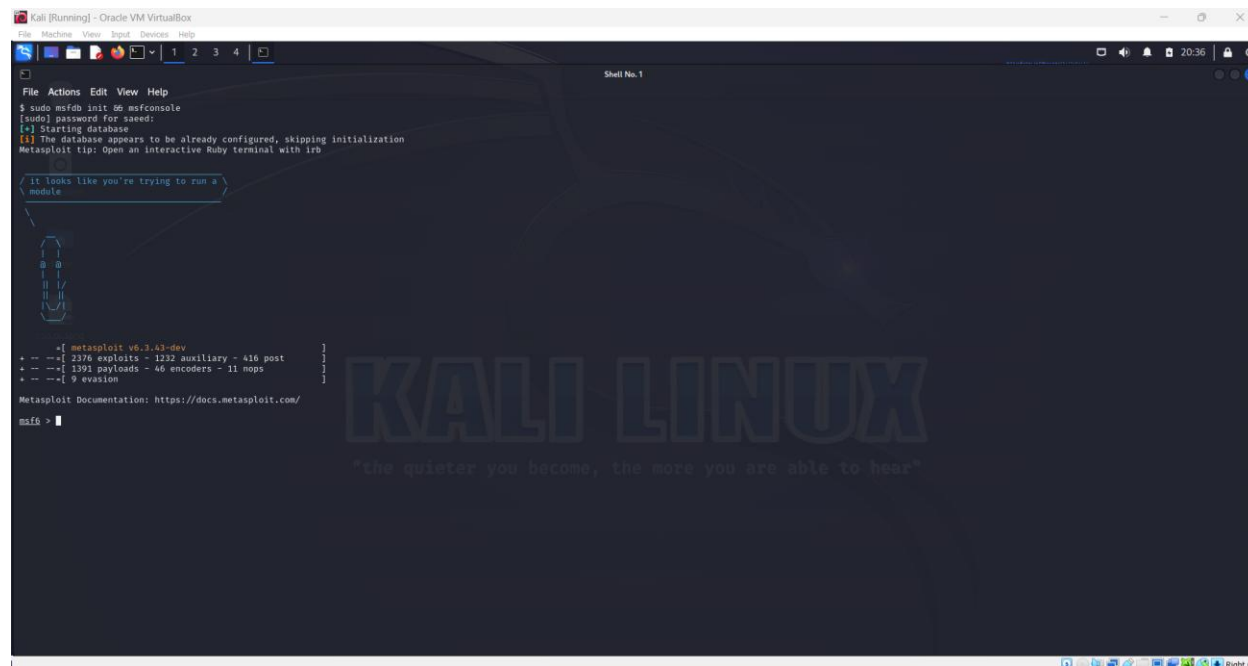 Kali [Running] - Oracle VM VirtualBox
File Machine View Input Devices Help
1 2 3 4
20:36
Shell No. 1
File Actions Edit View Help
$ sudo msfdb init && msfconsole
[sudo] password for saeed:
[+] Starting database
[i] The database appears to be already configured, skipping initialization
Metasploit tip: Open an interactive Ruby terminal with irb
/ it looks like you're trying to run a \
\ module /
=[ metasploit v6.3.43-dev ]
+ -- --=[ 2376 exploits - 1232 auxiliary - 416 post ]
+ -- --=[ 1391 payloads - 46 encoders - 11 nops ]
+ -- --=[ 9 evasion ]
Metasploit Documentation: https://docs.metasploit.com/
msf6 >
KALI LINUX
"the quieter you become, the more you are able to hear"
Right